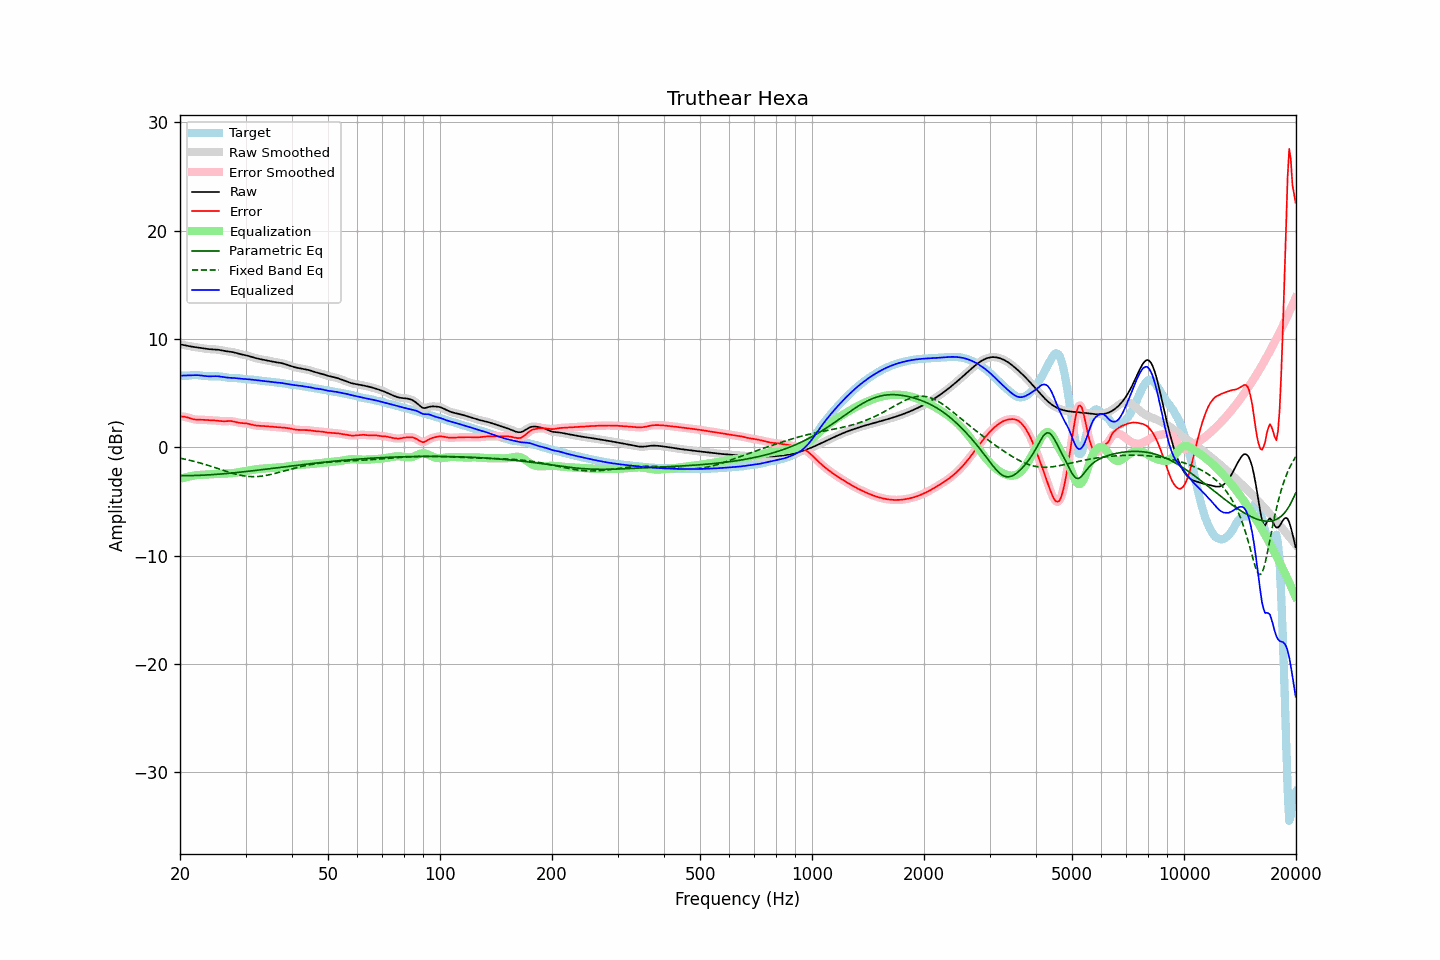 Truthear Hexa
30
20
10
0
−10
−20
−30
Amplitude (dBr)
Target
Raw Smoothed
Error Smoothed
Raw
Error
Equalization
Parametric Eq
Fixed Band Eq
Equalized
20 50 100 200 500 1000 2000 5000 10000 20000
Frequency (Hz)